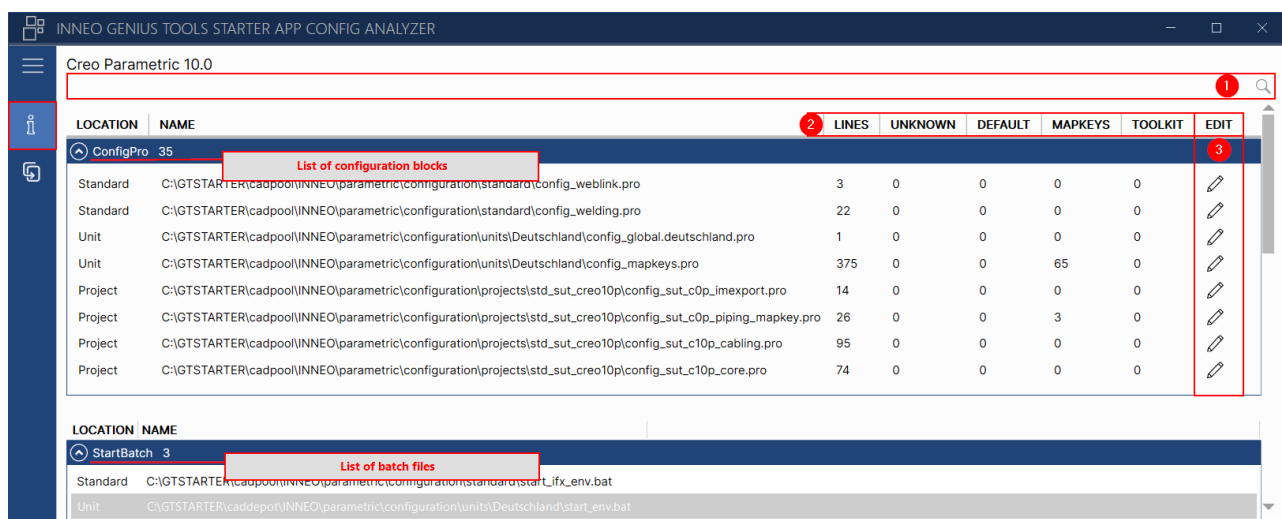 INNEO GENIUS TOOLS STARTER APP CONFIG ANALYZER
Creo Parametric 10.0
1
LOCATION NAME 2 LINES UNKNOWN DEFAULT MAPKEYS TOOLKIT EDIT
ConfigPro 35 3
List of configuration blocks
Standard C:\GTSTARTER\cadpool\INNEO\parametric\configuration\standard\config_weblink.pro 3 0 0 0 0
Standard C:\GTSTARTER\cadpool\INNEO\parametric\configuration\standard\config_welding.pro 22 0 0 0 0
Unit C:\GTSTARTER\cadpool\INNEO\parametric\configuration\units\Deutschland\config_global.deutschland.pro 1 0 0 0 0
Unit C:\GTSTARTER\cadpool\INNEO\parametric\configuration\units\Deutschland\config_mapkeys.pro 375 0 0 65 0
Project C:\GTSTARTER\cadpool\INNEO\parametric\configuration\projects\std_sut_creo10p\config_sut_c0p_imexport.pro 14 0 0 0 0
Project C:\GTSTARTER\cadpool\INNEO\parametric\configuration\projects\std_sut_creo10p\config_sut_c0p_piping_mapkey.pro 26 0 0 3 0
Project C:\GTSTARTER\cadpool\INNEO\parametric\configuration\projects\std_sut_creo10p\config_sut_c10p_cabling.pro 95 0 0 0 0
Project C:\GTSTARTER\cadpool\INNEO\parametric\configuration\projects\std_sut_creo10p\config_sut_c10p_core.pro 74 0 0 0 0
LOCATION NAME
StartBatch 3
List of batch files
Standard C:\GTSTARTER\cadpool\INNEO\parametric\configuration\standard\start_ifx_env.bat
Unit C:\GTSTARTER\caddepot\INNEO\parametric\configuration\units\Deutschland\start_env.bat